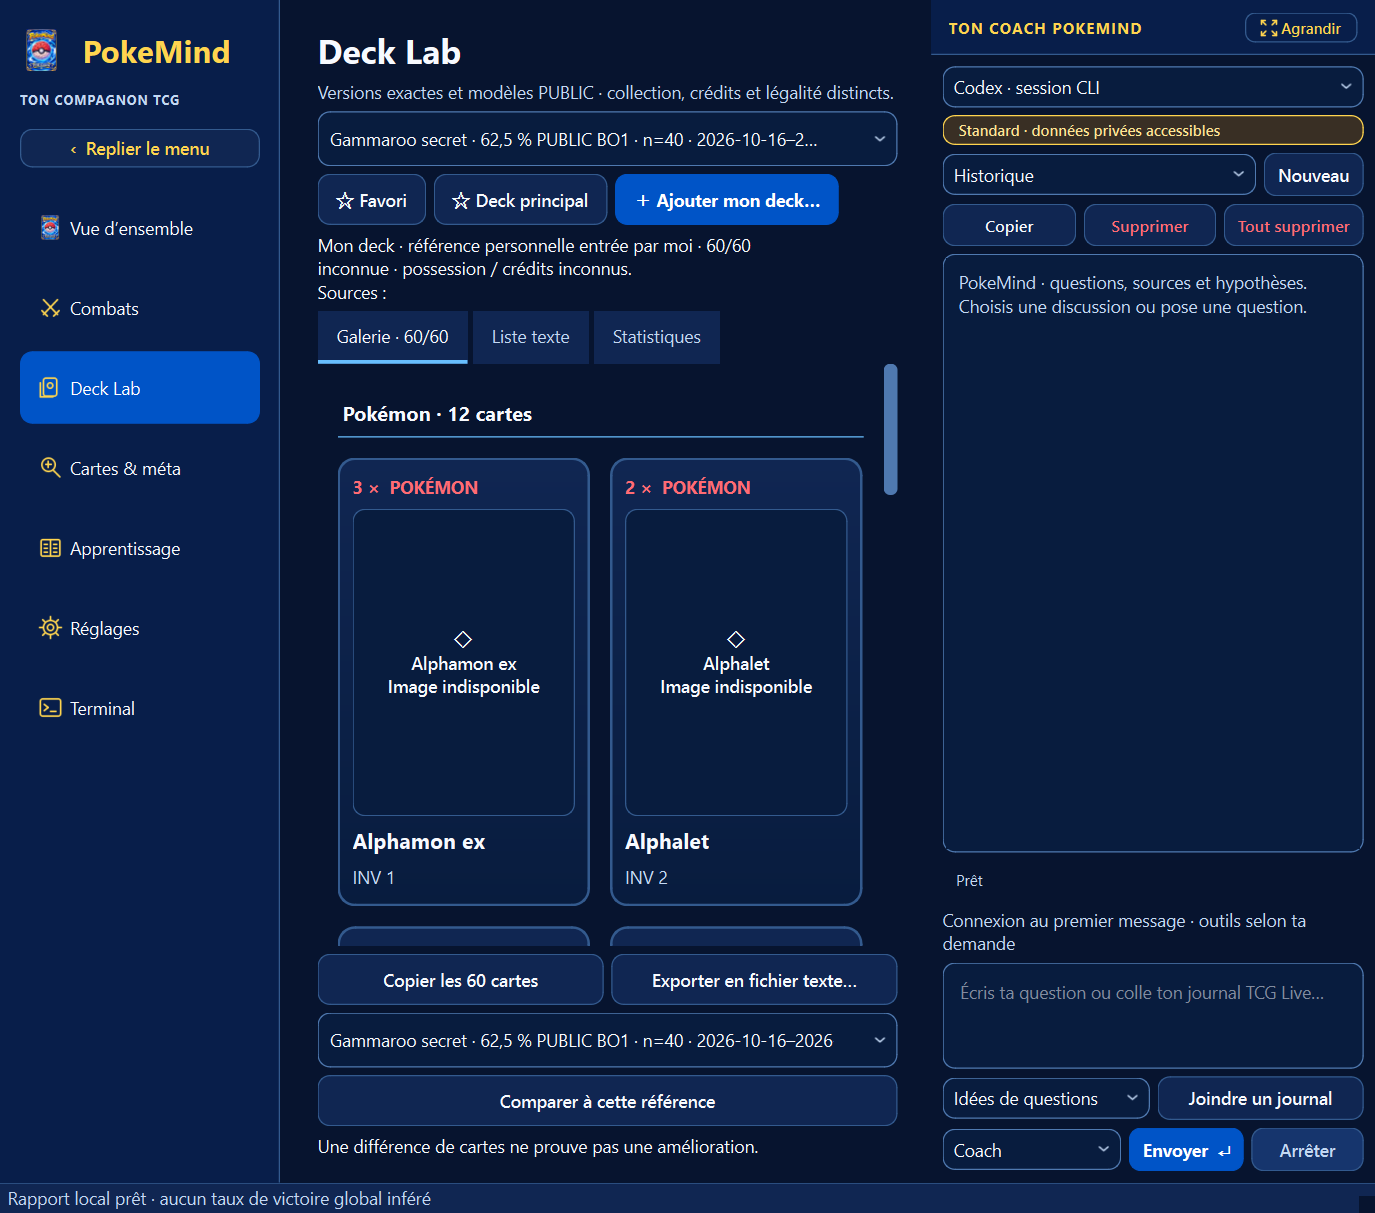 PokeMind
TON COMPAGNON TCG
‹ Replier le menu
Vue d'ensemble
Combats
Deck Lab
Cartes & méta
Apprentissage
Réglages
Terminal
Deck Lab
Versions exactes et modèles PUBLIC · collection, crédits et légalité distincts.
Gammaroo secret · 62,5 % PUBLIC BO1 · n=40 · 2026-10-16–2...
☆ Favori
☆ Deck principal
+ Ajouter mon deck...
Mon deck · référence personnelle entrée par moi · 60/60
inconnue · possession / crédits inconnus.
Sources :
Galerie · 60/60
Liste texte
Statistiques
Pokémon · 12 cartes
3 × POKÉMON
◇
Alphamon ex
Image indisponible
Alphamon ex
INV 1
2 × POKÉMON
◇
Alphalet
Image indisponible
Alphalet
INV 2
Copier les 60 cartes
Exporter en fichier texte...
Gammaroo secret · 62,5 % PUBLIC BO1 · n=40 · 2026-10-16–2026
Comparer à cette référence
Une différence de cartes ne prouve pas une amélioration.
TON COACH POKEMIND
Agrandir
Codex · session CLI
Standard · données privées accessibles
Historique
Nouveau
Copier
Supprimer
Tout supprimer
PokeMind · questions, sources et hypothèses.
Choisis une discussion ou pose une question.
Prêt
Connexion au premier message · outils selon ta
demande
Écris ta question ou colle ton journal TCG Live...
Idées de questions
Joindre un journal
Coach
Envoyer ↵
Arrêter
Rapport local prêt · aucun taux de victoire global inféré